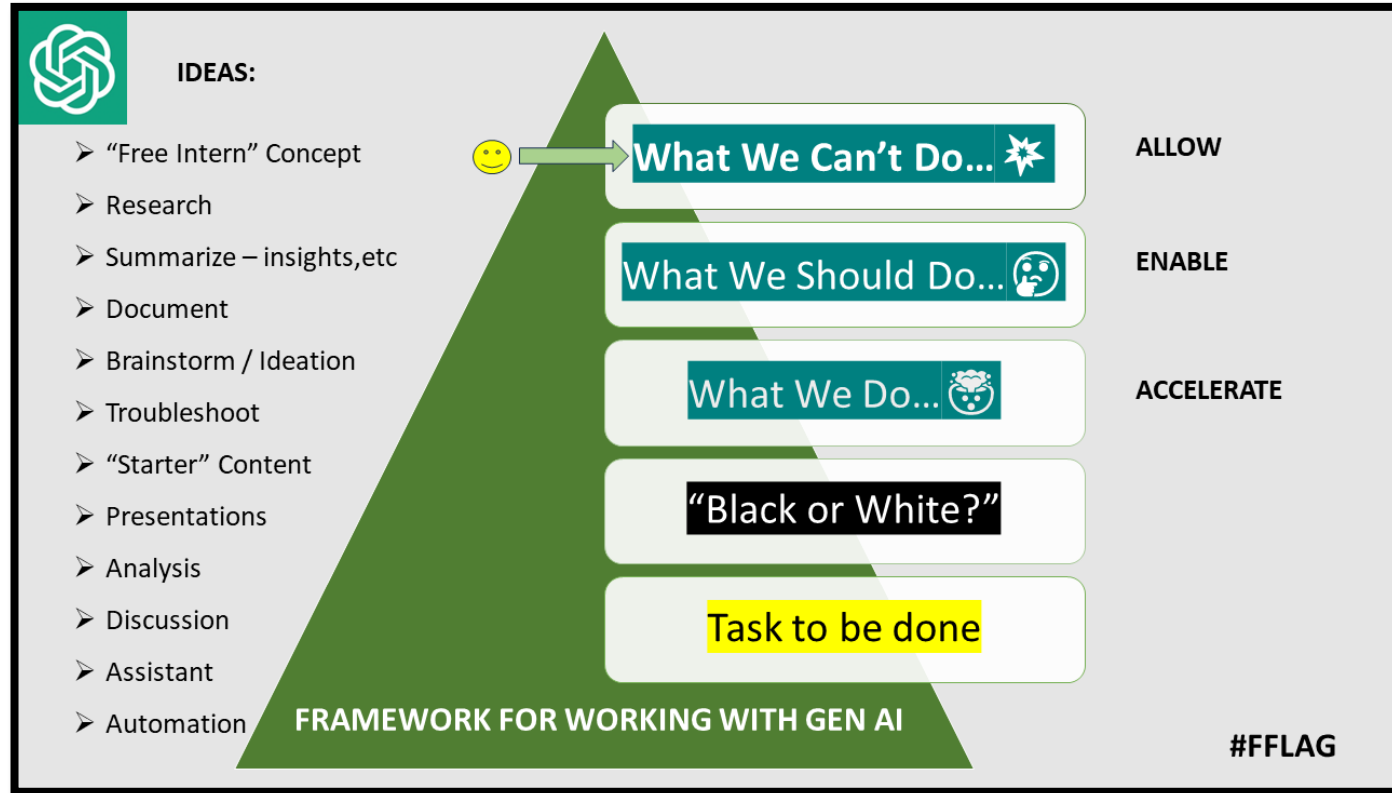 IDEAS:
“Free Intern” Concept
Research
Summarize – insights,etc
Document
Brainstorm / Ideation
Troubleshoot
“Starter” Content
Presentations
Analysis
Discussion
Assistant
Automation
What We Can’t Do...
ALLOW
What We Should Do...
ENABLE
What We Do...
ACCELERATE
“Black or White?”
Task to be done
FRAMEWORK FOR WORKING WITH GEN AI
#FFLAG